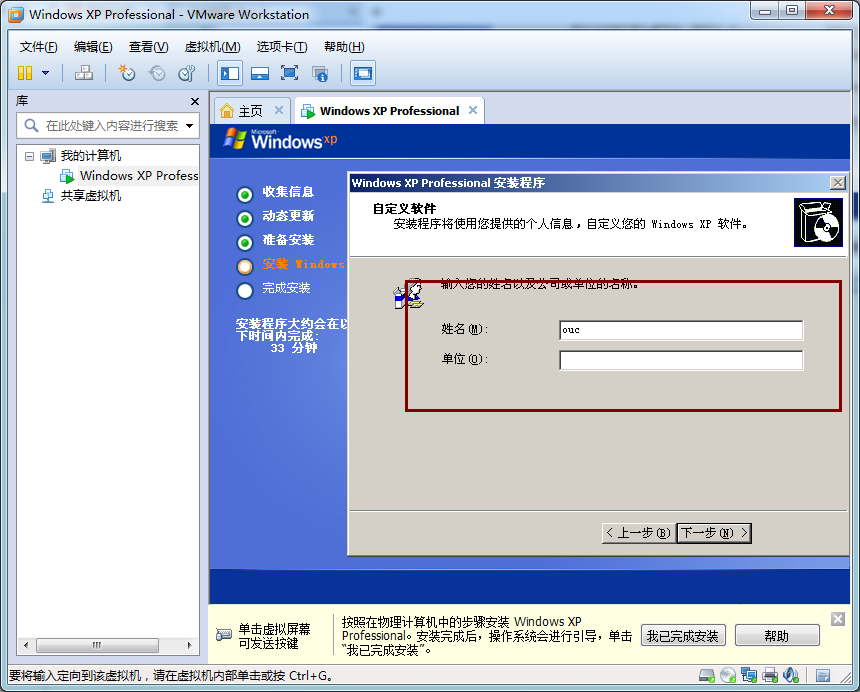 Windows XP Professional - VMware Workstation
文件(F) 编辑(E) 查看(V) 虚拟机(M) 选项卡(T) 帮助(H)
库
在此处键入内容进行搜索
我的计算机
Windows XP Profess
共享虚拟机
主页
Windows XP Professional
Microsoft
Windows xp
收集信息
动态更新
准备安装
安装 Windows
完成安装
安装程序大约会在以
下时间内完成:
33 分钟
Windows XP Professional 安装程序
自定义软件
安装程序将使用您提供的个人信息，自定义您的 Windows XP 软件。
输入您的姓名以及公司或单位的名称。
姓名(M):
ouc
单位(O):
< 上一步(B)
下一步(N) >
单击虚拟屏幕
可发送按键
按照在物理计算机中的步骤安装 Windows XP
Professional。安装完成后，操作系统会进行引导，单击
“我已完成安装”。
我已完成安装
帮助
要将输入定向到该虚拟机，请在虚拟机内部单击或按 Ctrl+G。